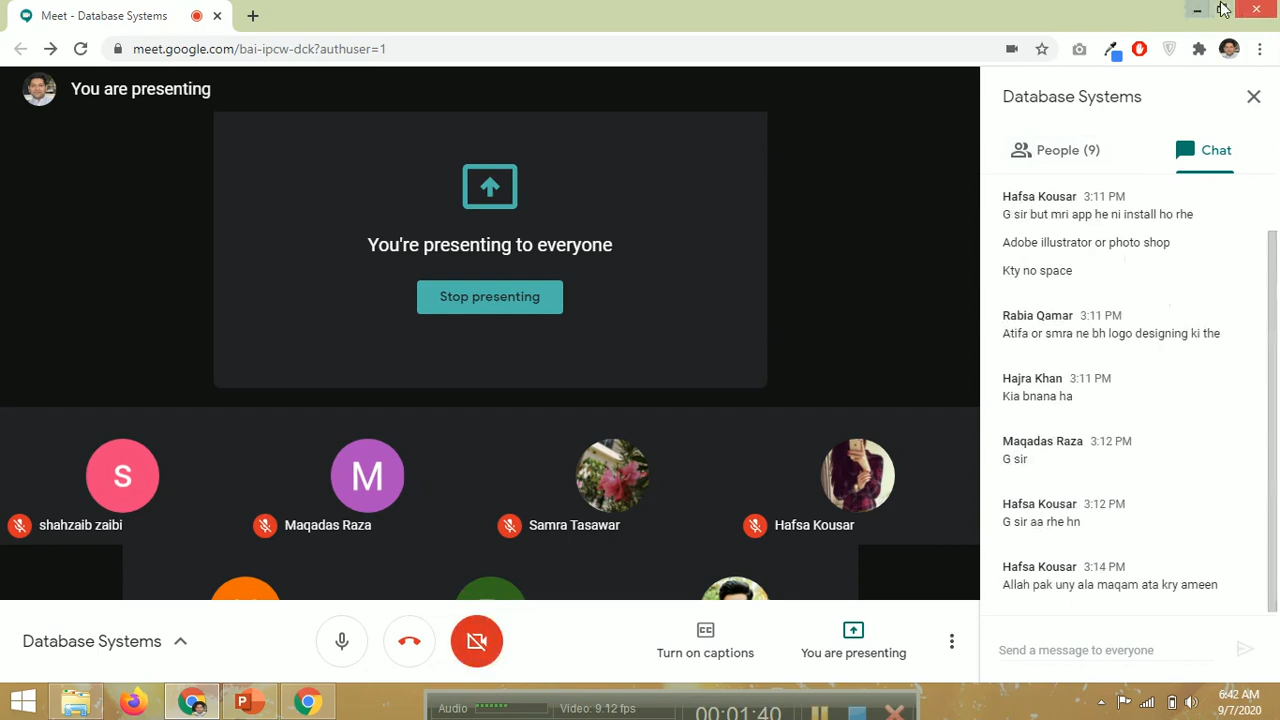 Meet - Database Systems
meet.google.com/bai-ipcw-dck?authuser=1
You are presenting
You're presenting to everyone
Stop presenting
S
M
shahzaib zaibi
Maqadas Raza
Samra Tasawar
Hafsa Kousar
Database Systems
People (9)
Chat
Hafsa Kousar 3:11 PM
G sir but mri app he ni install ho rhe
Adobe illustrator or photo shop
Kty no space
Rabia Qamar 3:11 PM
Atifa or smra ne bh logo designing ki the
Hajra Khan 3:11 PM
Kia bnana ha
Maqadas Raza 3:12 PM
G sir
Hafsa Kousar 3:12 PM
G sir aa rhe hn
Hafsa Kousar 3:14 PM
Allah pak uny ala maqam ata kry ameen
Send a message to everyone
Database Systems
Turn on captions
You are presenting
Audio
Video: 9.12 fps
00:01:40
6:42 AM
9/7/2020